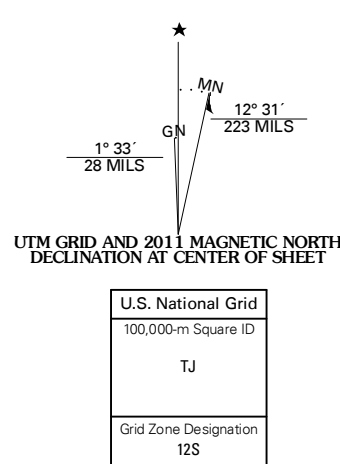 MN
GN
12° 31´
223 MILS
1° 33´
28 MILS
UTM GRID AND 2011 MAGNETIC NORTH
DECLINATION AT CENTER OF SHEET
U.S. National Grid
100,000-m Square ID
TJ
Grid Zone Designation
12S